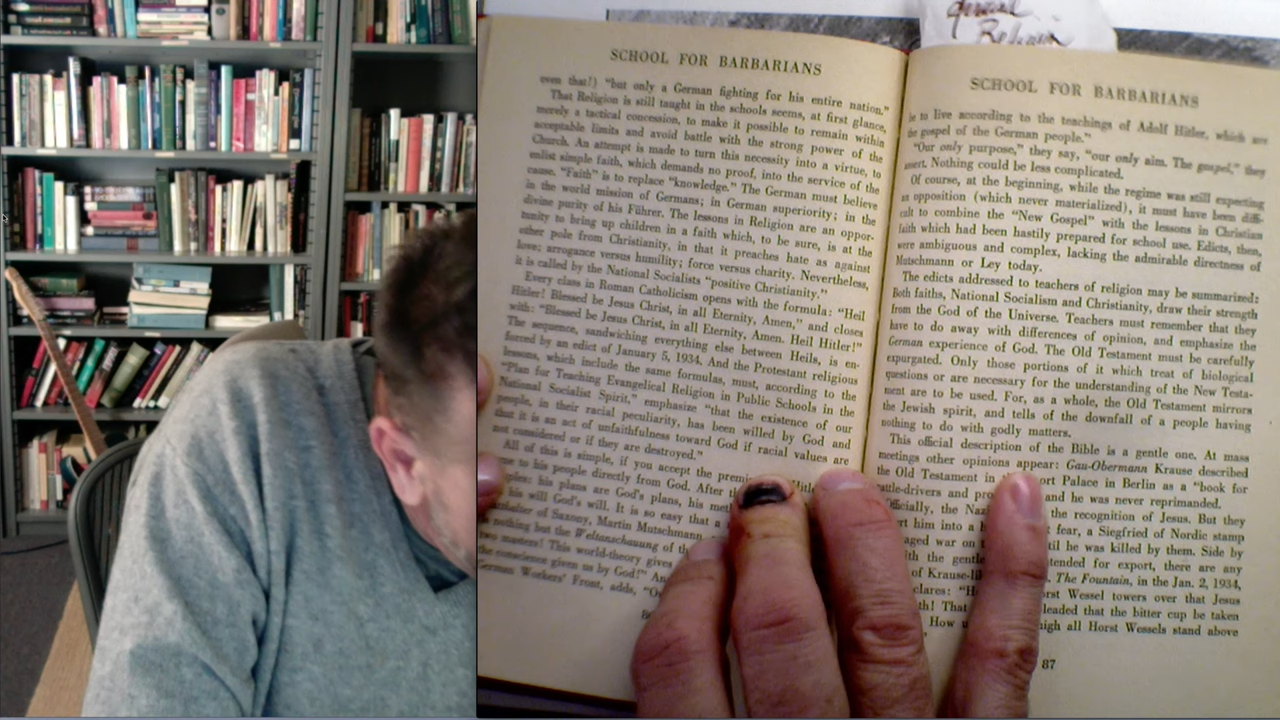 general
Religion
SCHOOL FOR BARBARIANS
even that!) "but only a German fighting for his entire nation."
That Religion is still taught in the schools seems, at first glance,
merely a tactical concession, to make it possible to remain within
acceptable limits and avoid battle with the strong power of the
Church. An attempt is made to turn this necessity into a virtue, to
enlist simple faith, which demands no proof, into the service of the
cause. "Faith" is to replace "knowledge." The German must believe
in the world mission of Germans; in German superiority; in the
divine purity of his Führer. The lessons in Religion are an oppor-
tunity to bring up children in a faith which, to be sure, is at the
other pole from Christianity, in that it preaches hate as against
love; arrogance versus humility; force versus charity. Nevertheless,
it is called by the National Socialists "positive Christianity."
Every class in Roman Catholicism opens with the formula: "Heil
Hitler! Blessed be Jesus Christ, in all Eternity, Amen," and closes
with: "Blessed be Jesus Christ, in all Eternity, Amen. Heil Hitler!"
The sequence, sandwiching everything else between Heils, is en-
forced by an edict of January 5, 1934. And the Protestant religious
lessons, which include the same formulas, must, according to the
"Plan for Teaching Evangelical Religion in Public Schools in the
National Socialist Spirit," emphasize "that the existence of our
people, in their racial peculiarity, has been willed by God and
that it is an act of unfaithfulness toward God if racial values are
not considered or if they are destroyed."
All of this is simple, if you accept the
to his people directly from God. After
his plans are God's plans, his
his will God's will. It is so easy that a
of Saxony, Martin Mutschmann
nothing but the Weltanschauung of
two masters! This world-theory gives
the conscience given us by God!"
German Workers' Front, adds,
SCHOOL FOR BARBARIANS
is to live according to the teachings of Adolf Hitler, which are
the gospel of the German people."
"Our only purpose," they say, "our only aim. The gospel," they
assert. Nothing could be less complicated.
Of course, at the beginning, while the regime was still expecting
an opposition (which never materialized), it must have been diffi-
cult to combine the "New Gospel" with the lessons in Christian
faith which had been hastily prepared for school use. Edicts, then,
were ambiguous and complex, lacking the admirable directness of
Mutschmann or Ley today.
The edicts addressed to teachers of religion may be summarized:
Both faiths, National Socialism and Christianity, draw their strength
from the God of the Universe. Teachers must remember that they
have to do away with differences of opinion, and emphasize the
German experience of God. The Old Testament must be carefully
expurgated. Only those portions of it which treat of biological
questions or are necessary for the understanding of the New Testa-
ment are to be used. For, as a whole, the Old Testament mirrors
the Jewish spirit, and tells of the downfall of a people having
nothing to do with godly matters.
This official description of the Bible is a gentle one. At mass
meetings other opinions appear: Gau-Obermann Krause described
the Old Testament in Palace in Berlin as a "book for
cattle-drivers and and he was never reprimanded.
Officially, the the recognition of Jesus. But they
him into a fear, a Siegfried of Nordic stamp
waged war on he was killed by them. Side by
with the for export, there are any
of The Fountain, in the Jan. 2, 1934,
Wessel towers over that Jesus
That pleaded that the bitter cup be taken
How high all Horst Wessels stand above
87